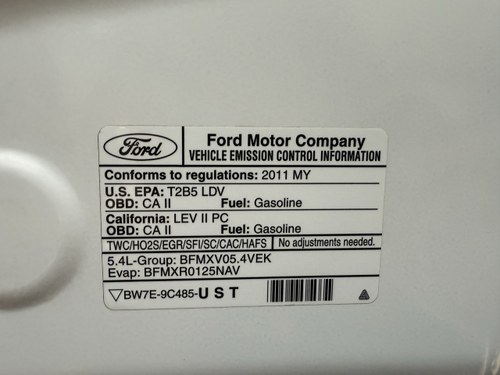 Ford
Ford Motor Company
VEHICLE EMISSION CONTROL INFORMATION
Conforms to regulations: 2011 MY
U.S. EPA: T2B5 LDV
OBD: CA II Fuel: Gasoline
California: LEV II PC
OBD: CA II Fuel: Gasoline
TWC/HO2S/EGR/SFI/SC/CAC/HAFS No adjustments needed.
5.4L-Group: BFMXV05.4VEK
Evap: BFMXR0125NAV
BW7E-9C485-UST